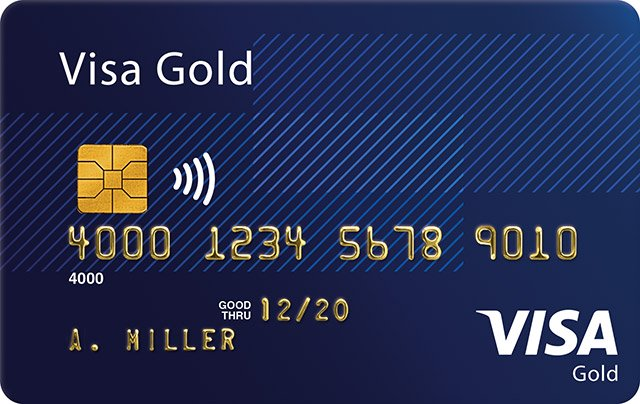 Visa Gold
4000 1234 5678 9010
4000
GOOD THRU 12/20
A. MILLER
VISA
Gold